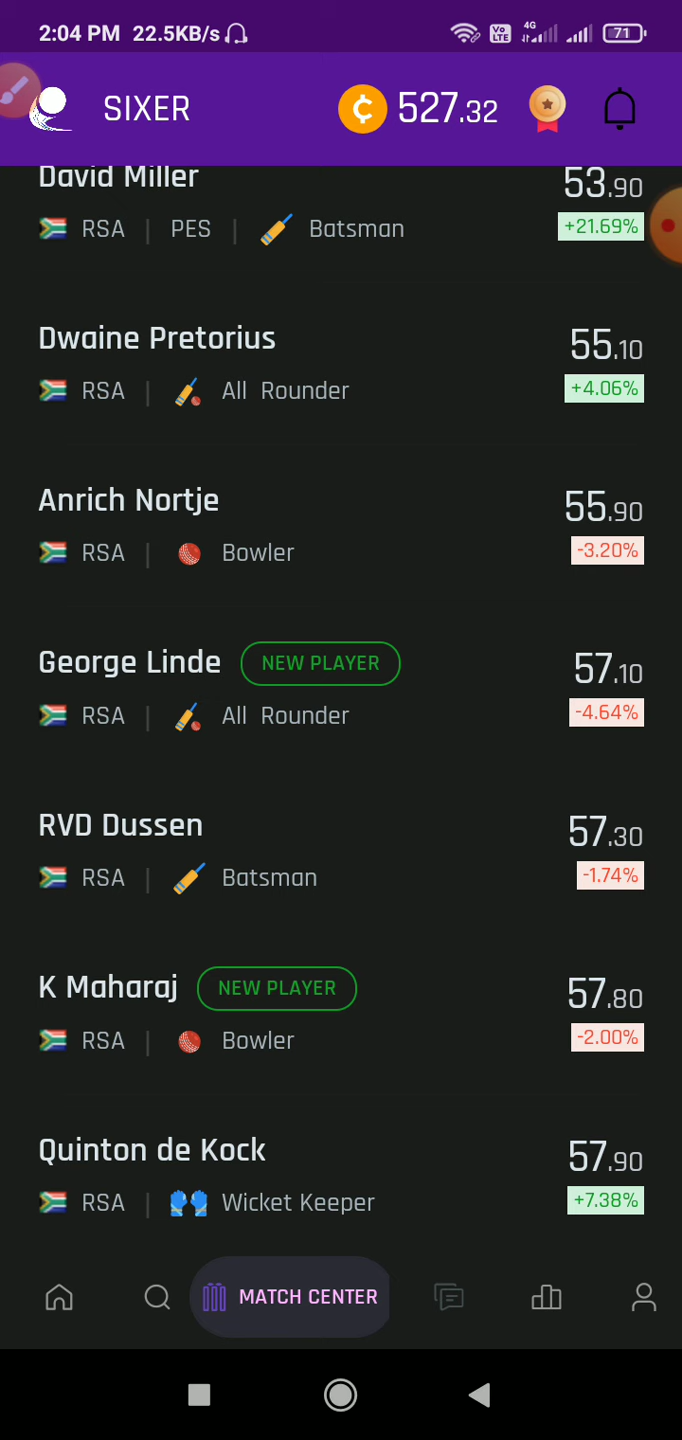 2:04 PM 22.5KB/s Vo LTE 4G 71
SIXER ¢ 527.32
David Miller 53.90
RSA | PES | Batsman +21.69%
Dwaine Pretorius 55.10
RSA | All Rounder +4.06%
Anrich Nortje 55.90
RSA | Bowler -3.20%
George Linde NEW PLAYER 57.10
RSA | All Rounder -4.64%
RVD Dussen 57.30
RSA | Batsman -1.74%
K Maharaj NEW PLAYER 57.80
RSA | Bowler -2.00%
Quinton de Kock 57.90
RSA | Wicket Keeper +7.38%
MATCH CENTER